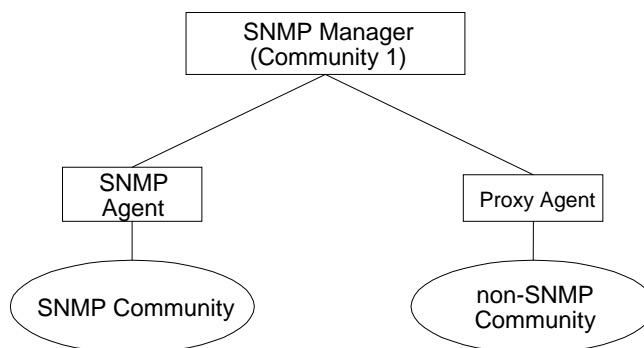 SNMP Manager
(Community 1)
SNMP
Agent
Proxy Agent
SNMP Community
non-SNMP
Community